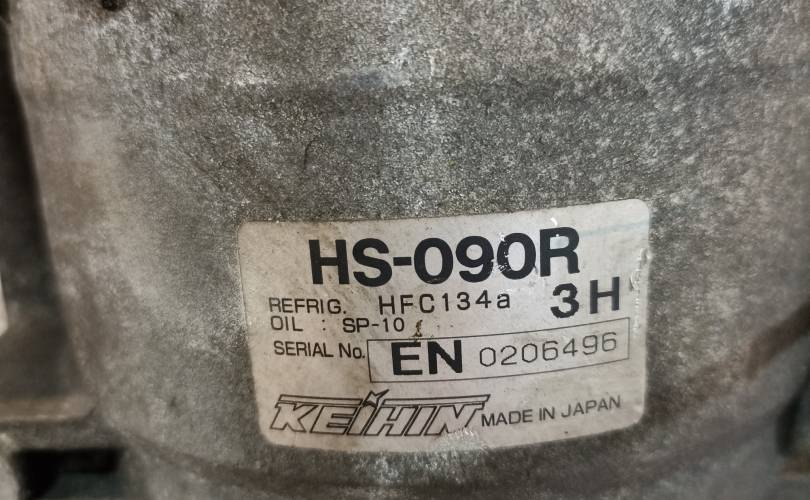 HS-090R
REFRIG. HFC134a 3H
OIL : SP-10
SERIAL No. EN 0206496
KEIHIN MADE IN JAPAN